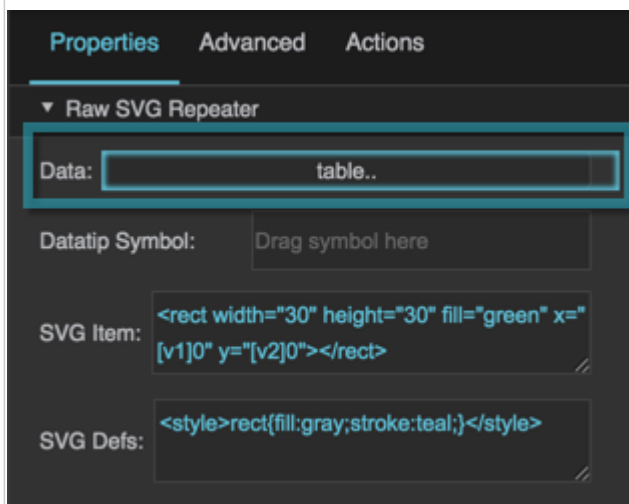 Properties Advanced Actions
▼ Raw SVG Repeater
Data: table..
Datatip Symbol: Drag symbol here
SVG Item: <rect width="30" height="30" fill="green" x="
[v1]0" y="[v2]0"></rect>
SVG Defs: <style>rect{fill:gray;stroke:teal;}</style>